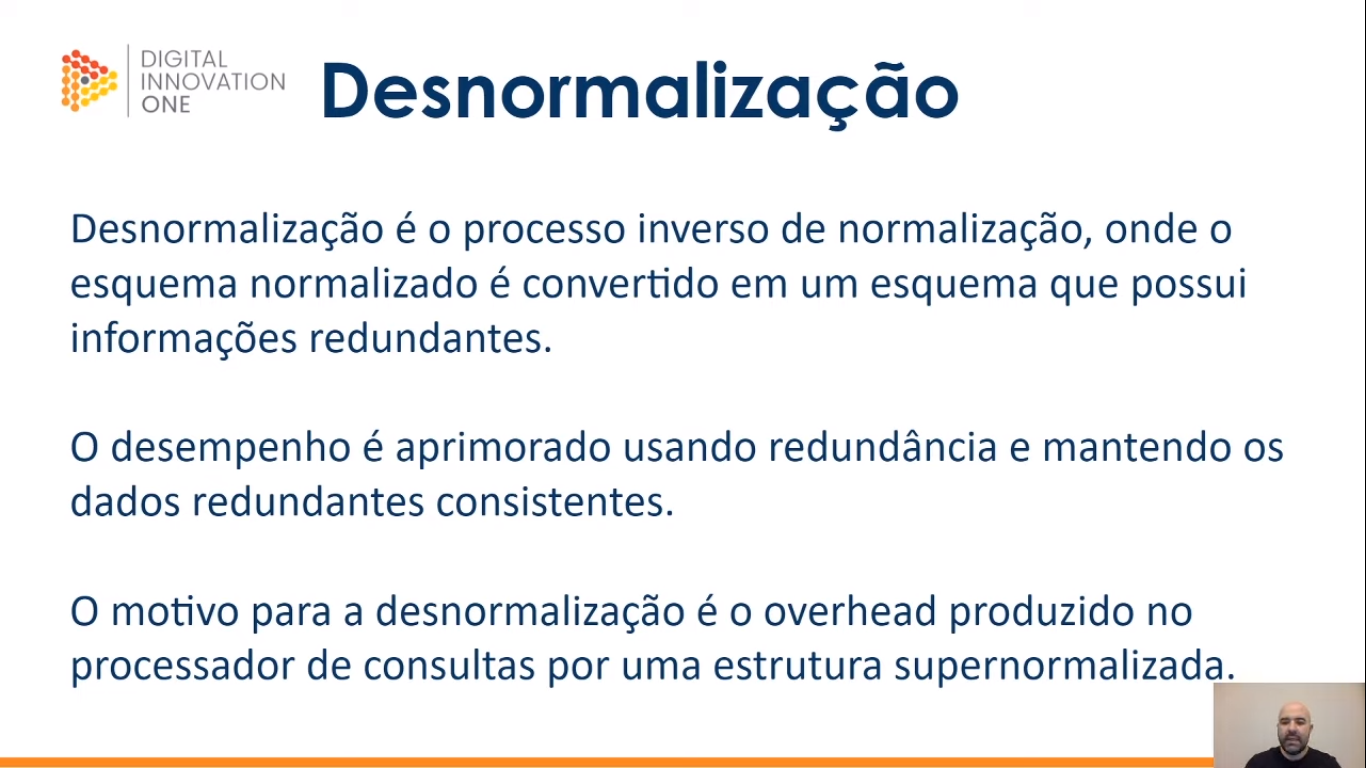 DIGITAL
INNOVATION
ONE
Desnormalização
Desnormalização é o processo inverso de normalização, onde o
esquema normalizado é convertido em um esquema que possui
informações redundantes.
O desempenho é aprimorado usando redundância e mantendo os
dados redundantes consistentes.
O motivo para a desnormalização é o overhead produzido no
processador de consultas por uma estrutura supernormalizada.